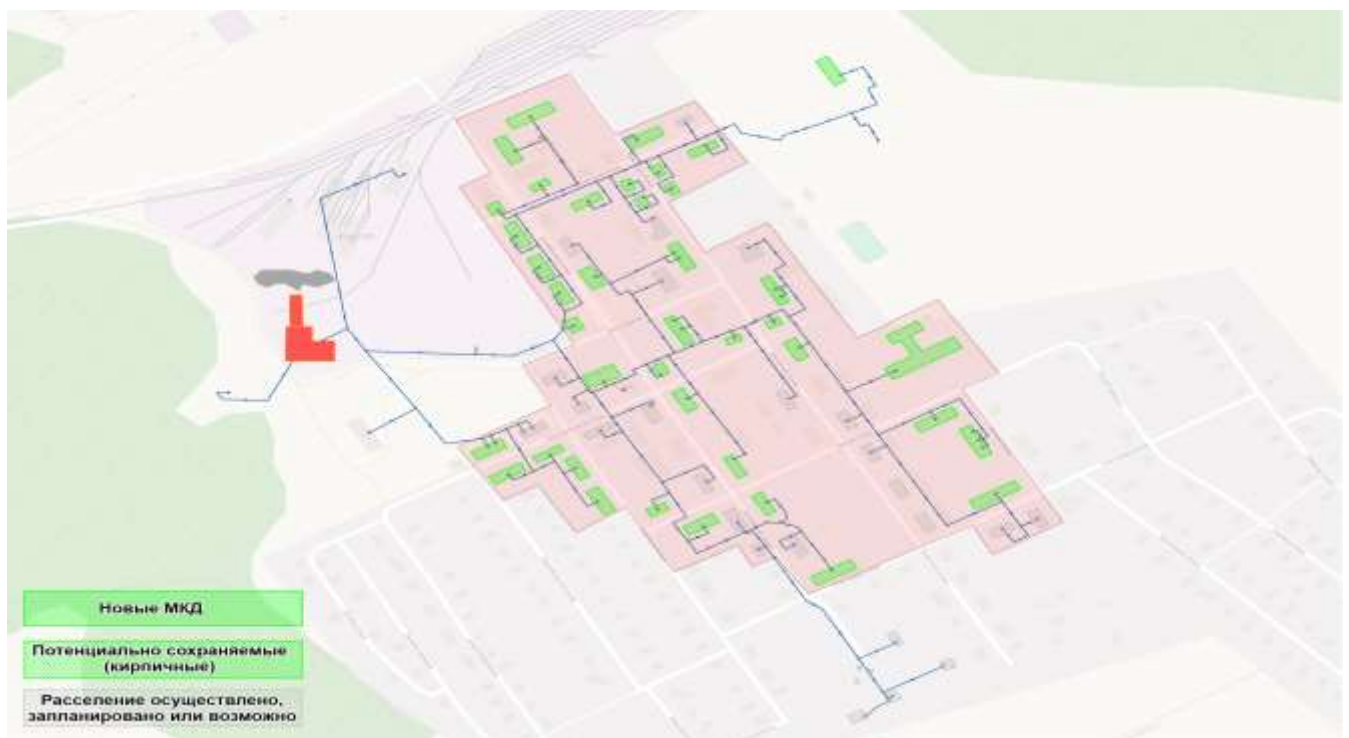 Новые МКД
Потенциально сохраняемые
(кирпичные)
Расселение осуществлено,
запланировано или возможно